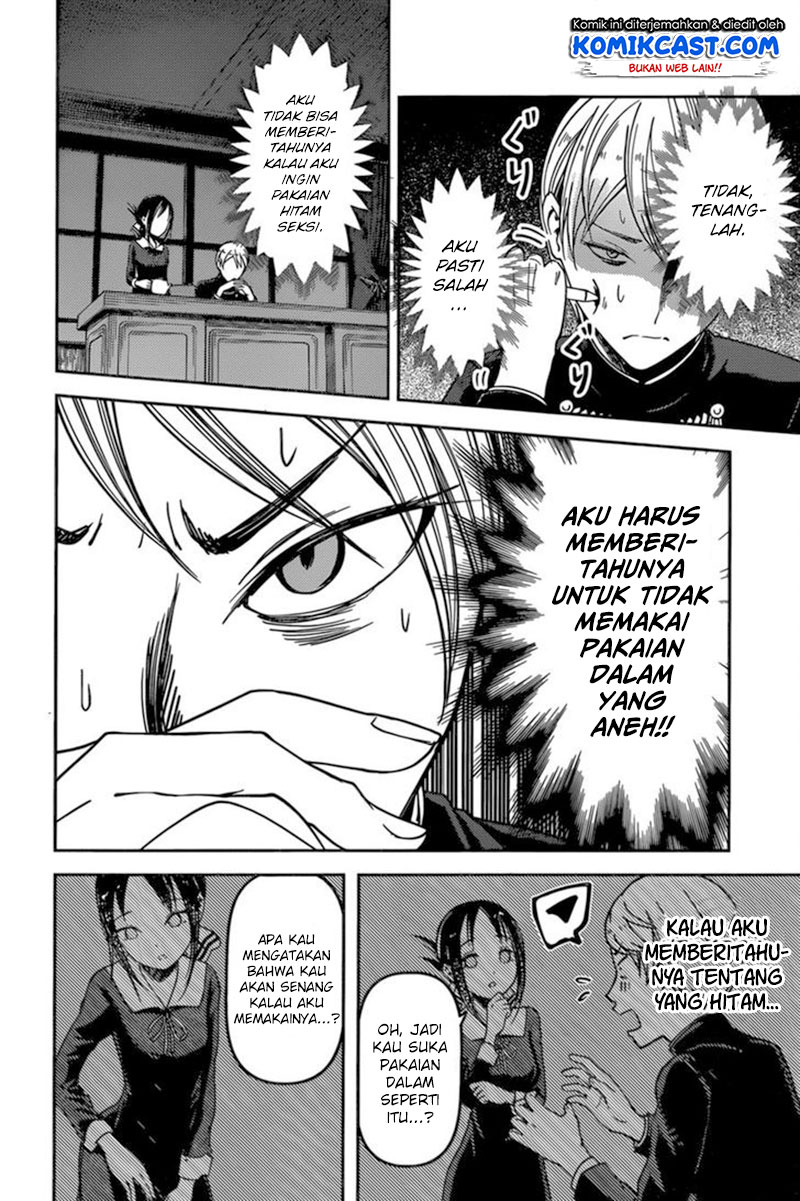 Komik ini diterjemahkan & diedit oleh
KOMIKCAST.COM
BUKAN WEB LAIN!!
TIDAK,
TENANG-
LAH.
ぐり
AKU
PASTI
SALAH
...
AKU
TIDAK BISA
MEMBERI-
TAHUNYA
KALAU AKU
INGIN
PAKAIAN
HITAM
SEKSI.
AKU HARUS
MEMBERI-
TAHUNYA
UNTUK TIDAK
MEMAKAI
PAKAIAN
DALAM
YANG
ANEH!!
KALAU AKU
MEMBERITAHU-
NYA TENTANG
YANG HITAM...
OH, JADI
KAU SUKA
PAKAIAN
DALAM
SEPERTI
ITU...?
APA KAU
MENGATAKAN
BAHWA KAU
AKAN SENANG
KALAU AKU
MEMAKAINYA...?